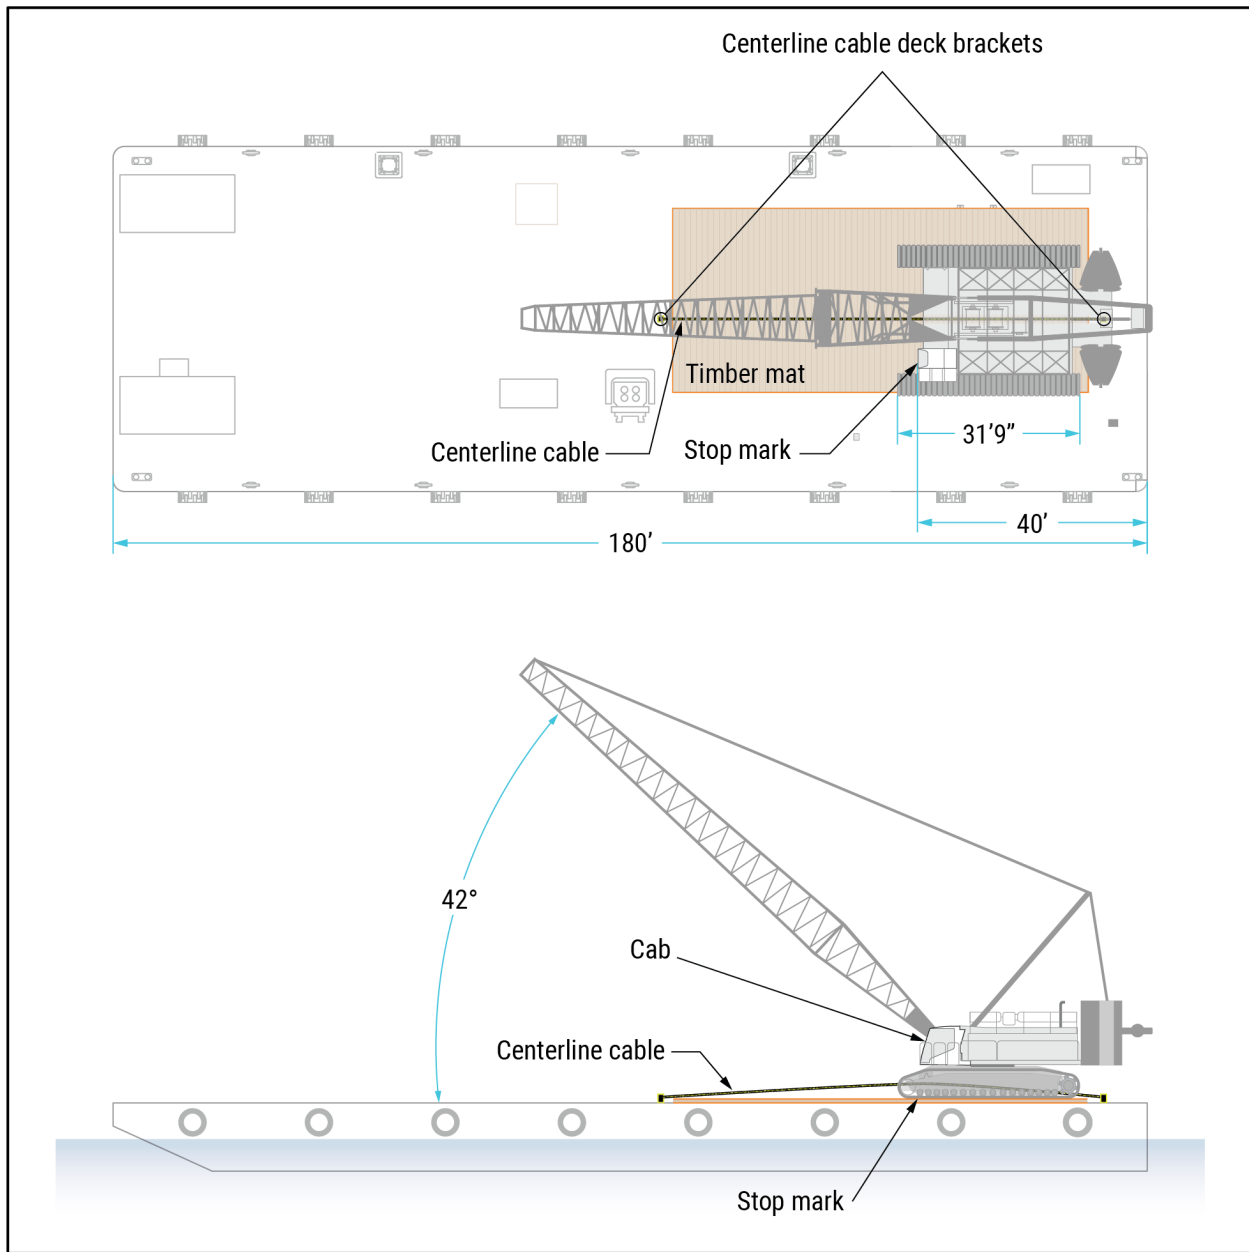 Centerline cable deck brackets
Timber mat
31’9”
Centerline cable
Stop mark
40’
180’
42°
Cab
Centerline cable
Stop mark